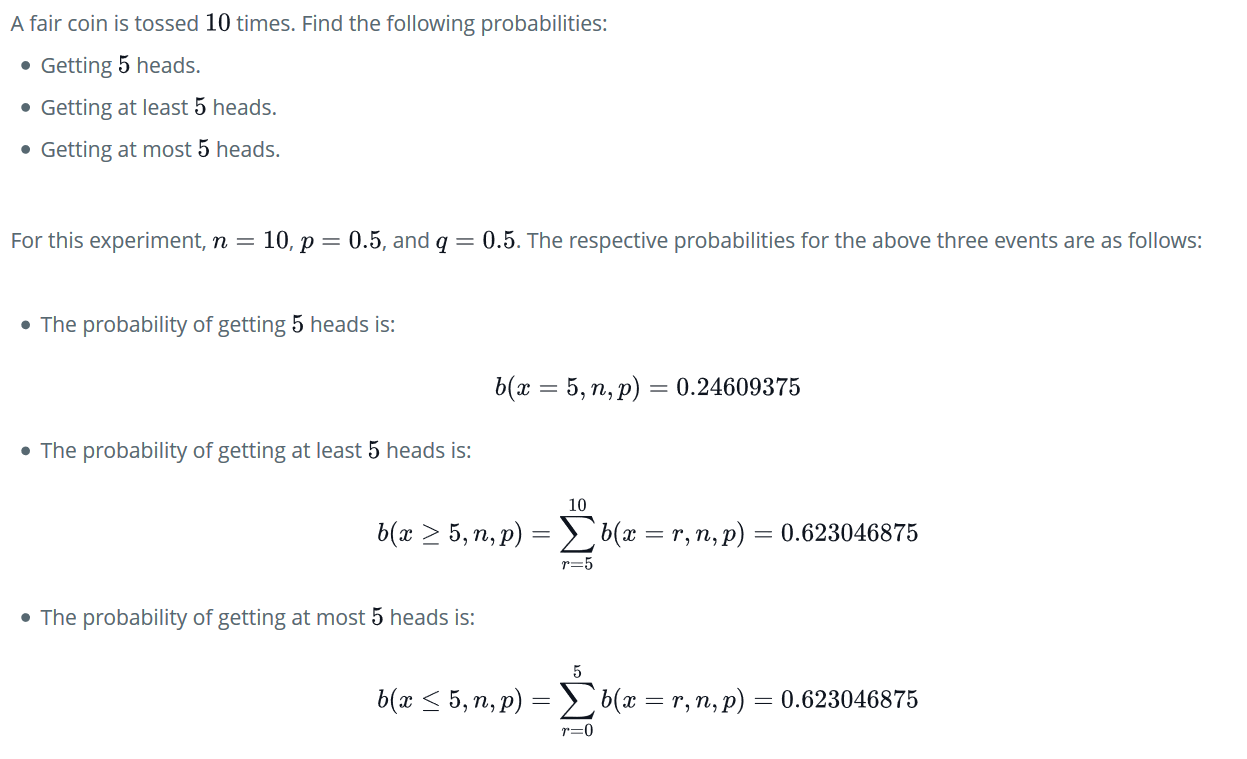 A fair coin is tossed 10 times. Find the following probabilities:
• Getting 5 heads.
• Getting at least 5 heads.
• Getting at most 5 heads.
For this experiment, n = 10, p = 0.5, and q = 0.5. The respective probabilities for the above three events are as follows:
• The probability of getting 5 heads is:
b(x = 5, n, p) = 0.24609375
• The probability of getting at least 5 heads is:
10
b(x ≥ 5, n, p) = ∑ b(x = r, n, p) = 0.623046875
r=5
• The probability of getting at most 5 heads is:
5
b(x ≤ 5, n, p) = ∑ b(x = r, n, p) = 0.623046875
r=0